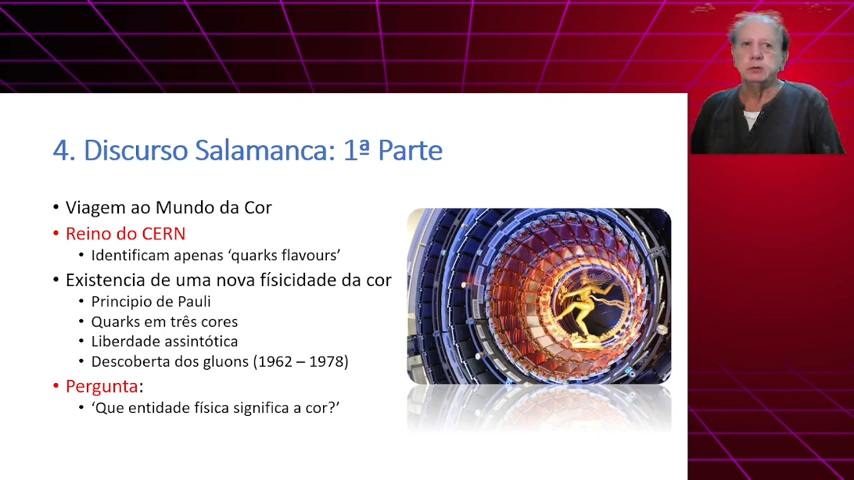 4. Discurso Salamanca: 1ª Parte
• Viagem ao Mundo da Cor
• Reino do CERN
• Identificam apenas ‘quarks flavours’
• Existencia de uma nova físicidade da cor
• Principio de Pauli
• Quarks em três cores
• Liberdade assintótica
• Descoberta dos gluons (1962 – 1978)
• Pergunta:
• ‘Que entidade física significa a cor?’